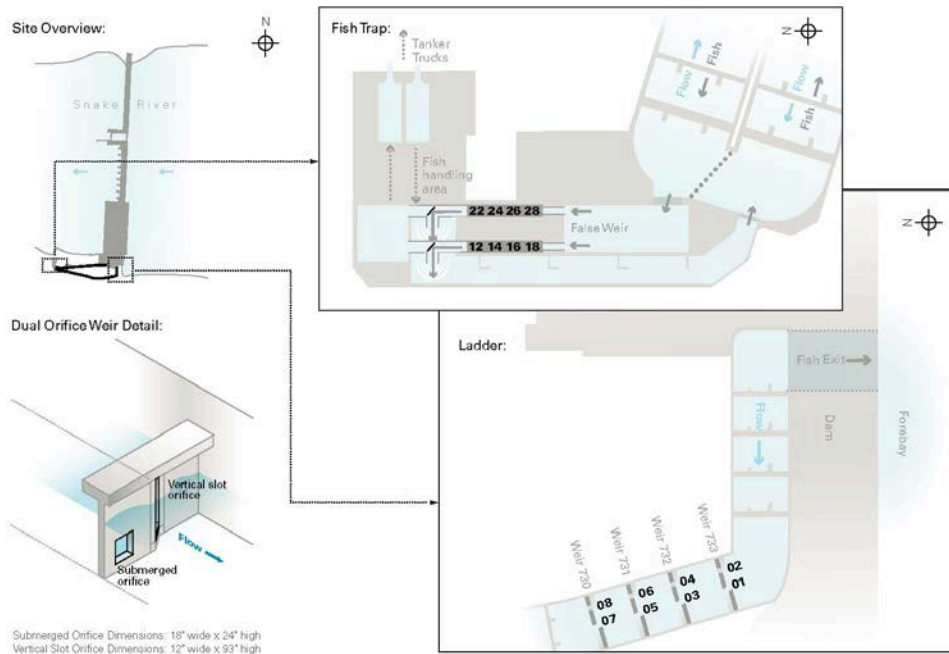 Site Overview:
N
Snake River
Fish Trap:
N
Tanker
Trucks
Fish
handling
area
22 24 26 28
12 14 16 18
False Weir
Flow
Fish
Flow
Fish
Dual Orifice Weir Detail:
Vertical slot
orifice
Submerged
orifice
Flow
Submerged Orifice Dimensions: 18" wide x 24" high
Vertical Slot Orifice Dimensions: 12" wide x 93" high
Ladder:
N
Fish Exit
Flow
Dam
Forebay
Weir 730
Weir 731
Weir 732
Weir 733
08
07
06
05
04
03
02
01